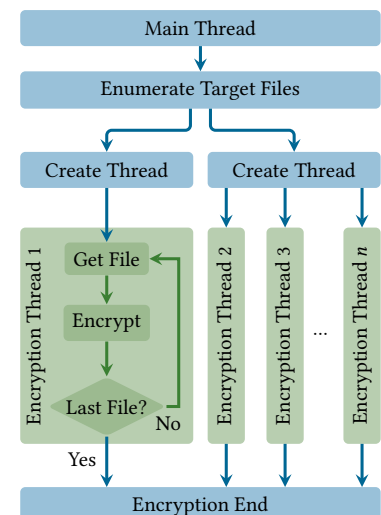 Main Thread
Enumerate Target Files
Create Thread
Create Thread
Encryption Thread 1
Get File
Encrypt
Last File?
No
Yes
Encryption Thread 2
Encryption Thread 3
...
Encryption Thread n
Encryption End